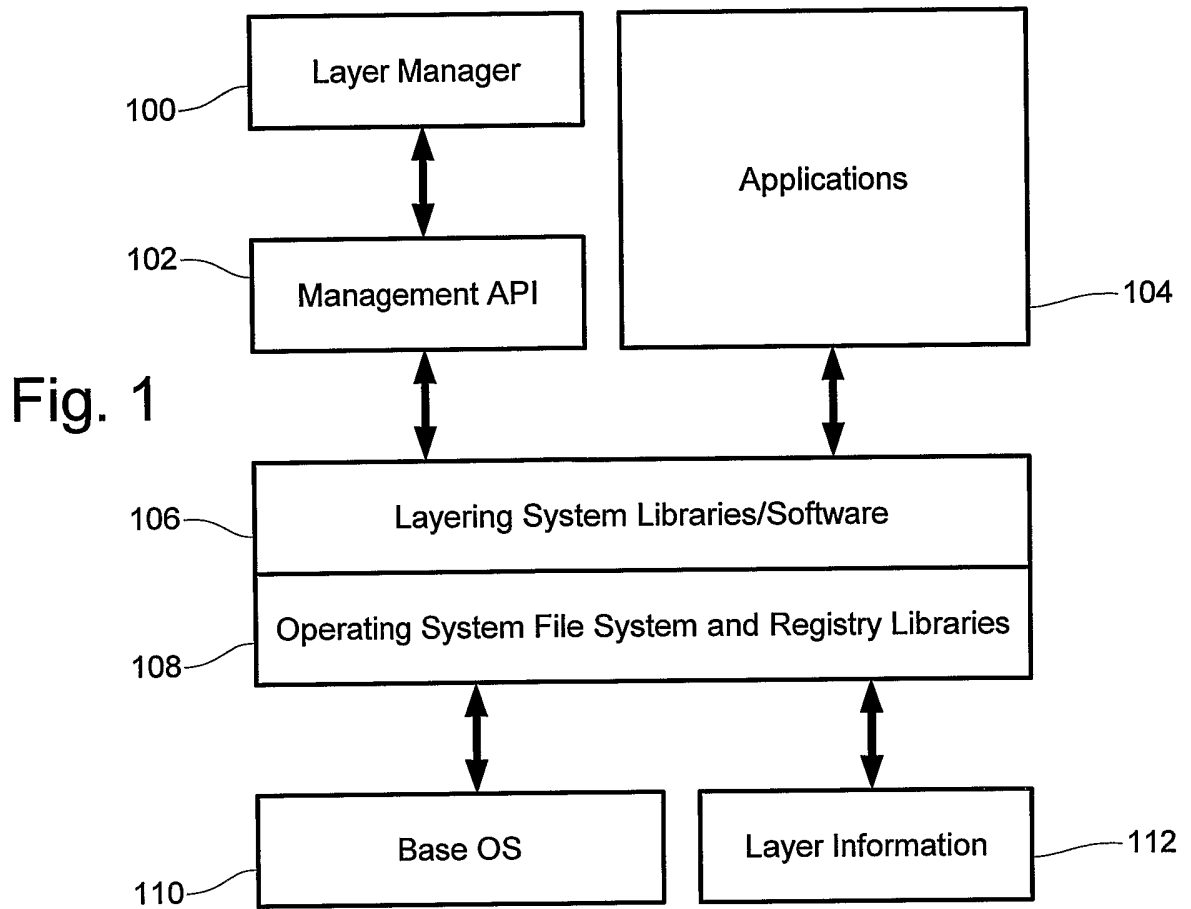 Layer Manager
100
Applications
102
Management API
104
Fig. 1
106
Layering System Libraries/Software
Operating System File System and Registry Libraries
108
Base OS
Layer Information
110
112